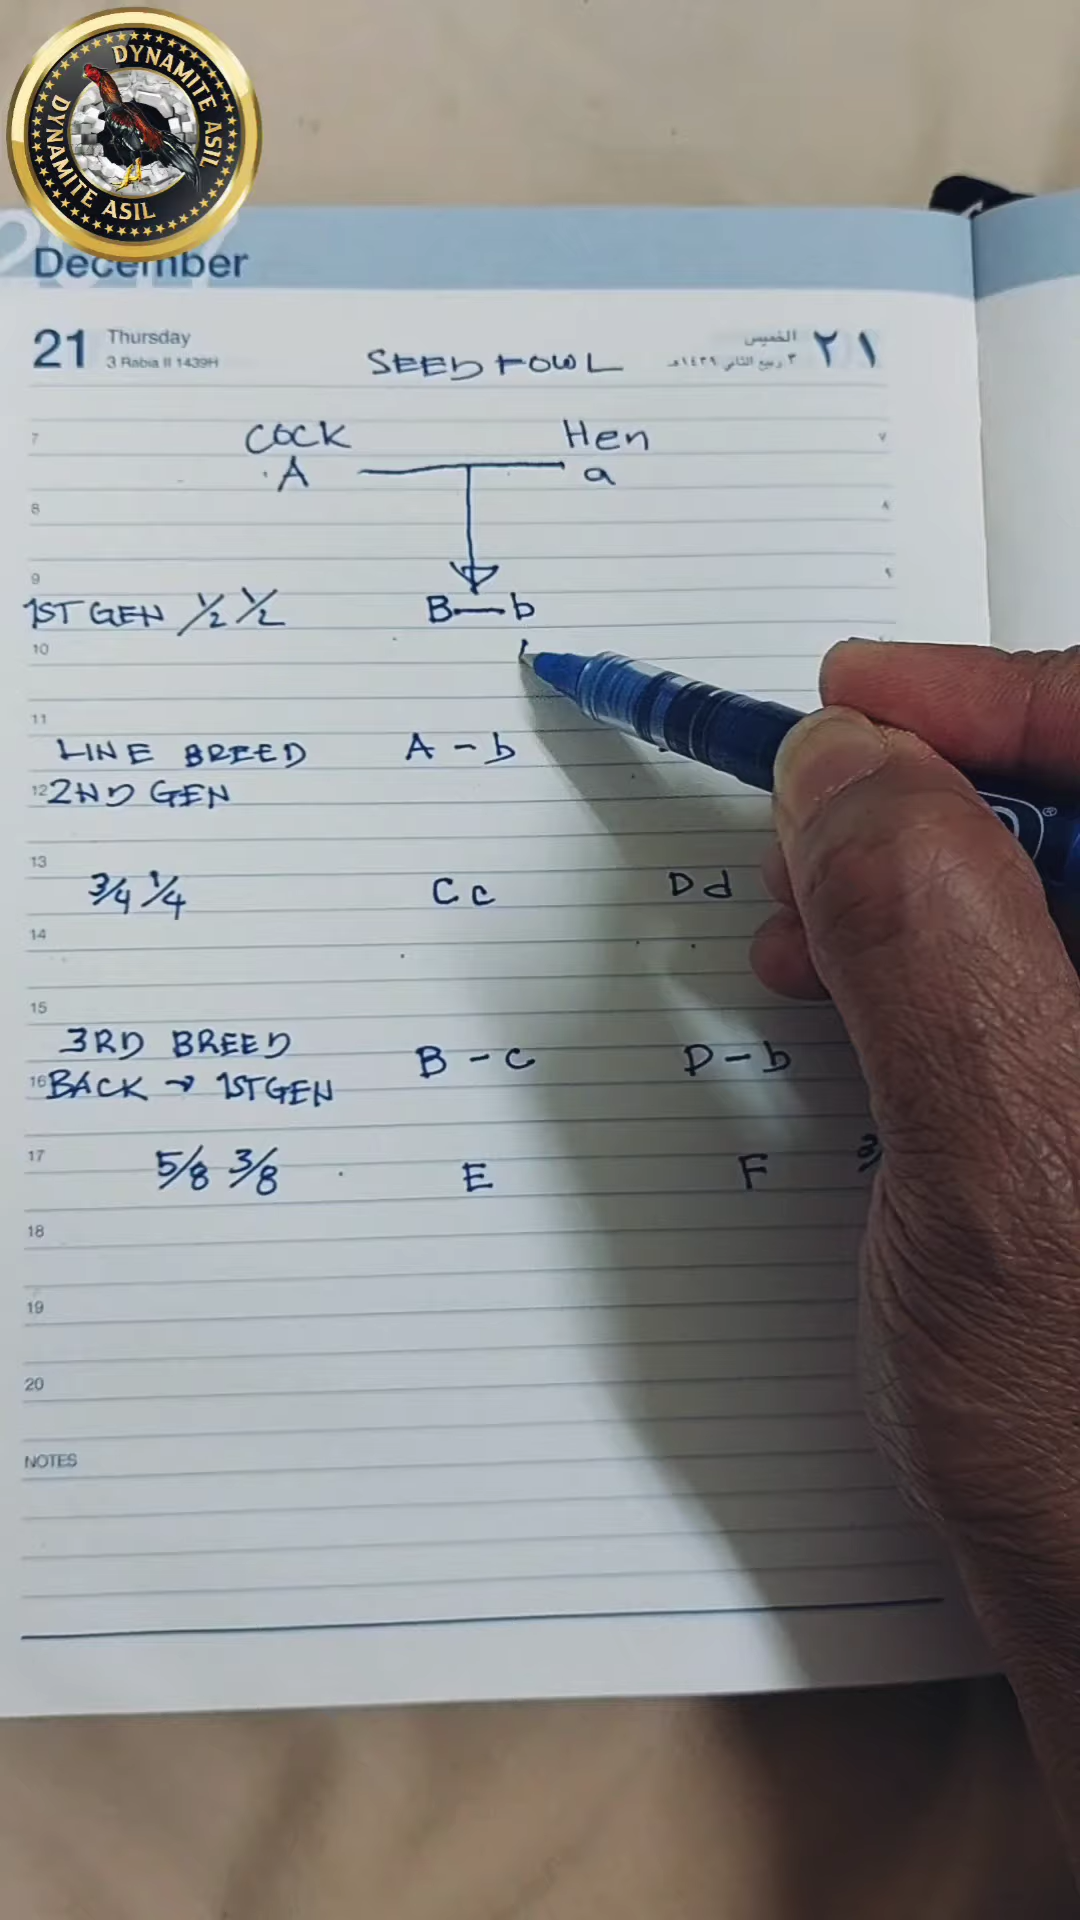 DYNAMITE ASIL
DYNAMITE ASIL
December
21 Thursday
3 Rabia II 1439H
الخميس ٢١
٣ ربيع الثاني ١٤٣٩هـ
SEED FOWL
7 Cock Hen ٧
A a
8 ٨
9 ٩
1ST GEN 1/2 1/2 B—b
10
11
LINE BREED A - b
12 2ND GEN
13
3/4 1/4 C c D d
14
15
3RD BREED B - c D - b
16 BACK → 1ST GEN
17 5/8 3/8 E F
18
19
20
NOTES